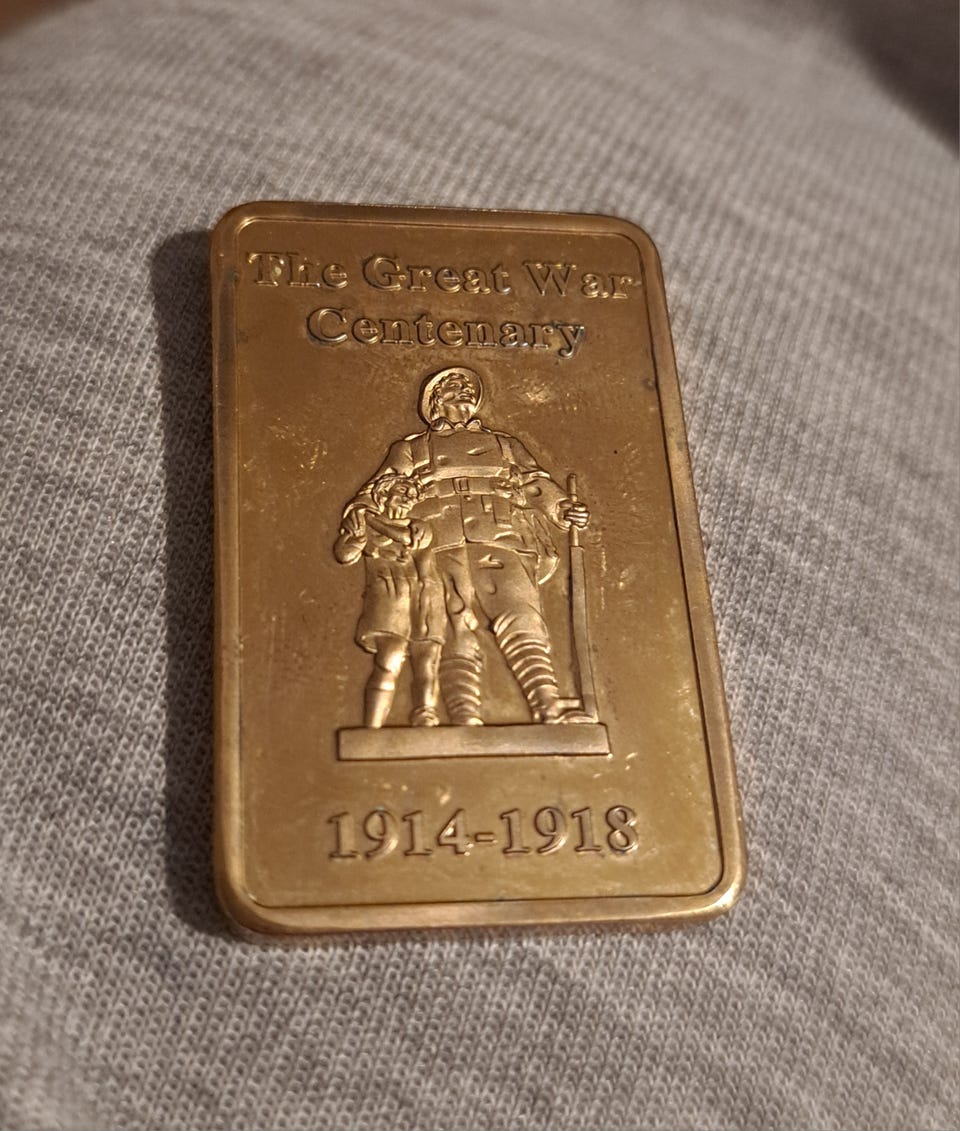 The Great War
Centenary
1914-1918